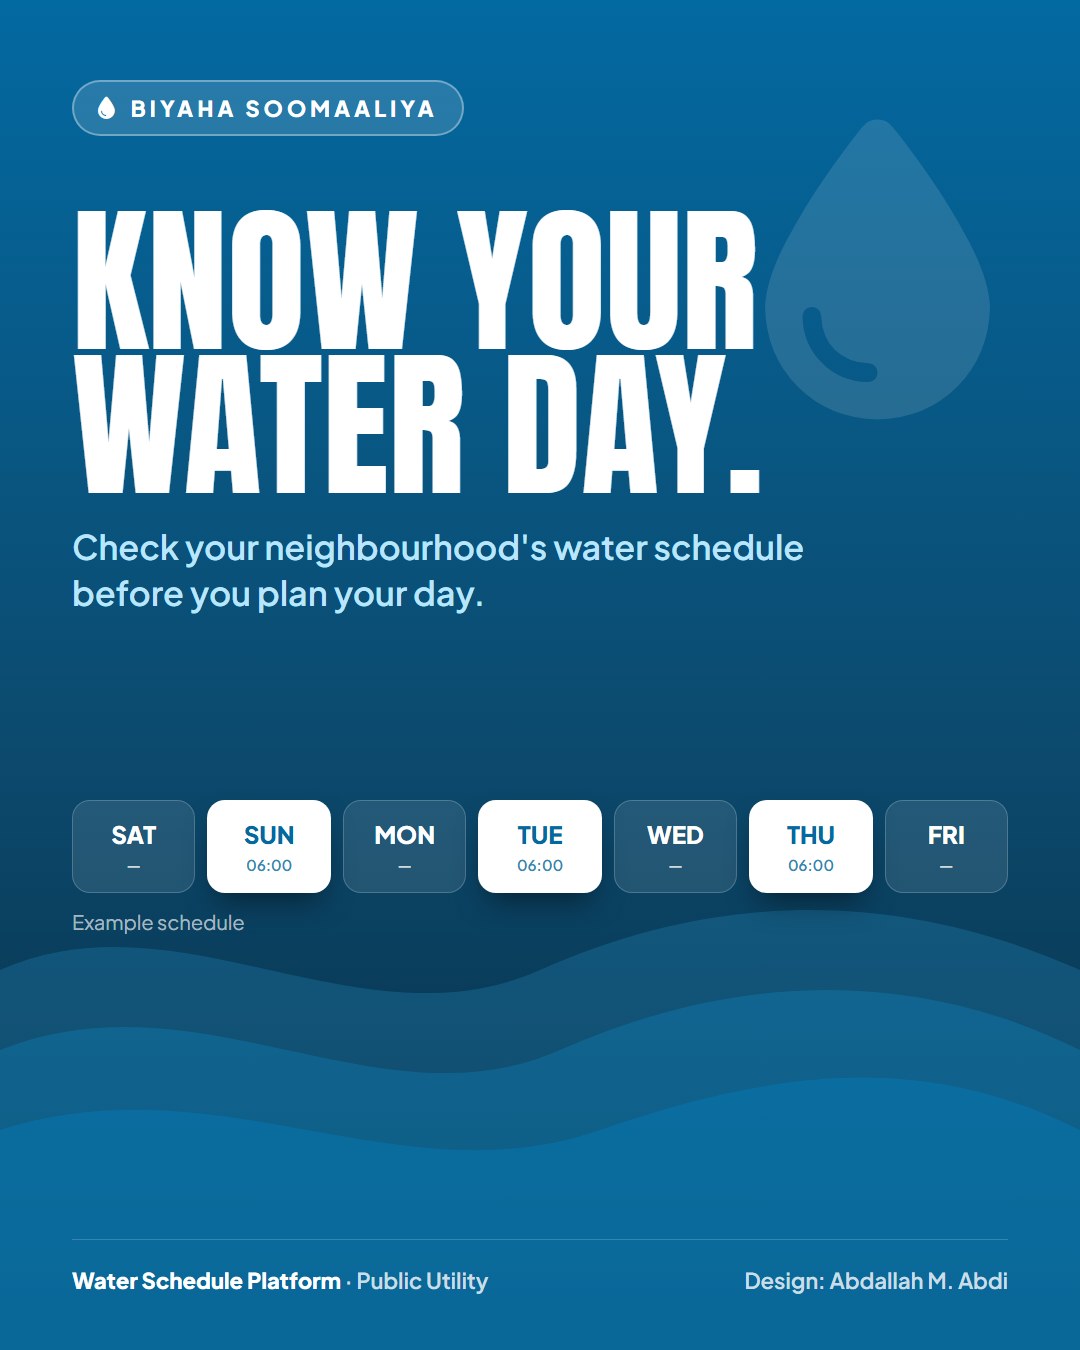 BIYAHA SOOMAALIYA
KNOW YOUR
WATER DAY.
Check your neighbourhood's water schedule
before you plan your day.
SAT SUN MON TUE WED THU FRI
– 06:00 – 06:00 – 06:00 –
Example schedule
Water Schedule Platform · Public Utility Design: Abdallah M. Abdi